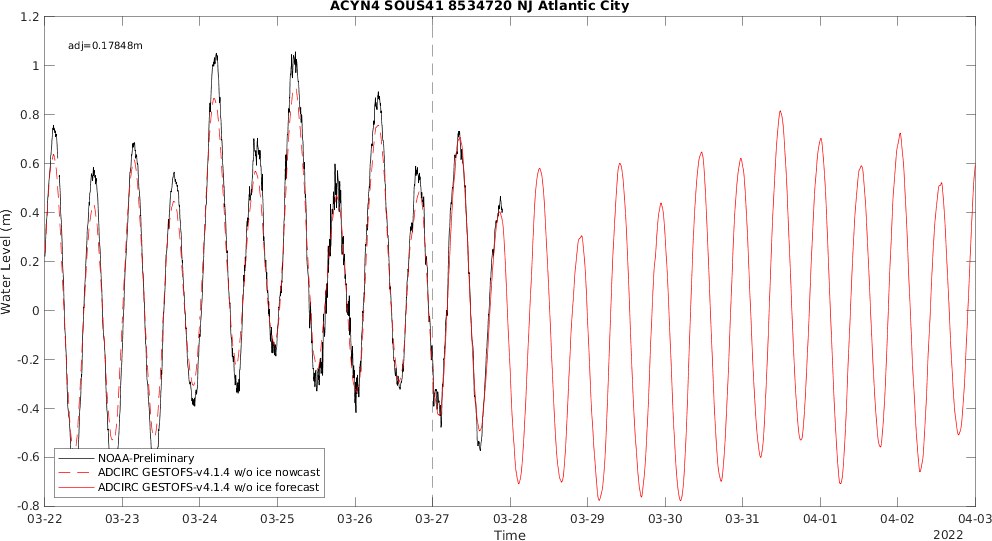 ACYN4 SOUS41 8534720 NJ Atlantic City
adj=0.17848m
Water Level (m)
1.2
1
0.8
0.6
0.4
0.2
0
-0.2
-0.4
-0.6
-0.8
NOAA-Preliminary
ADCIRC GESTOFS-v4.1.4 w/o ice nowcast
ADCIRC GESTOFS-v4.1.4 w/o ice forecast
03-22 03-23 03-24 03-25 03-26 03-27 03-28 03-29 03-30 03-31 04-01 04-02 04-03
Time
2022